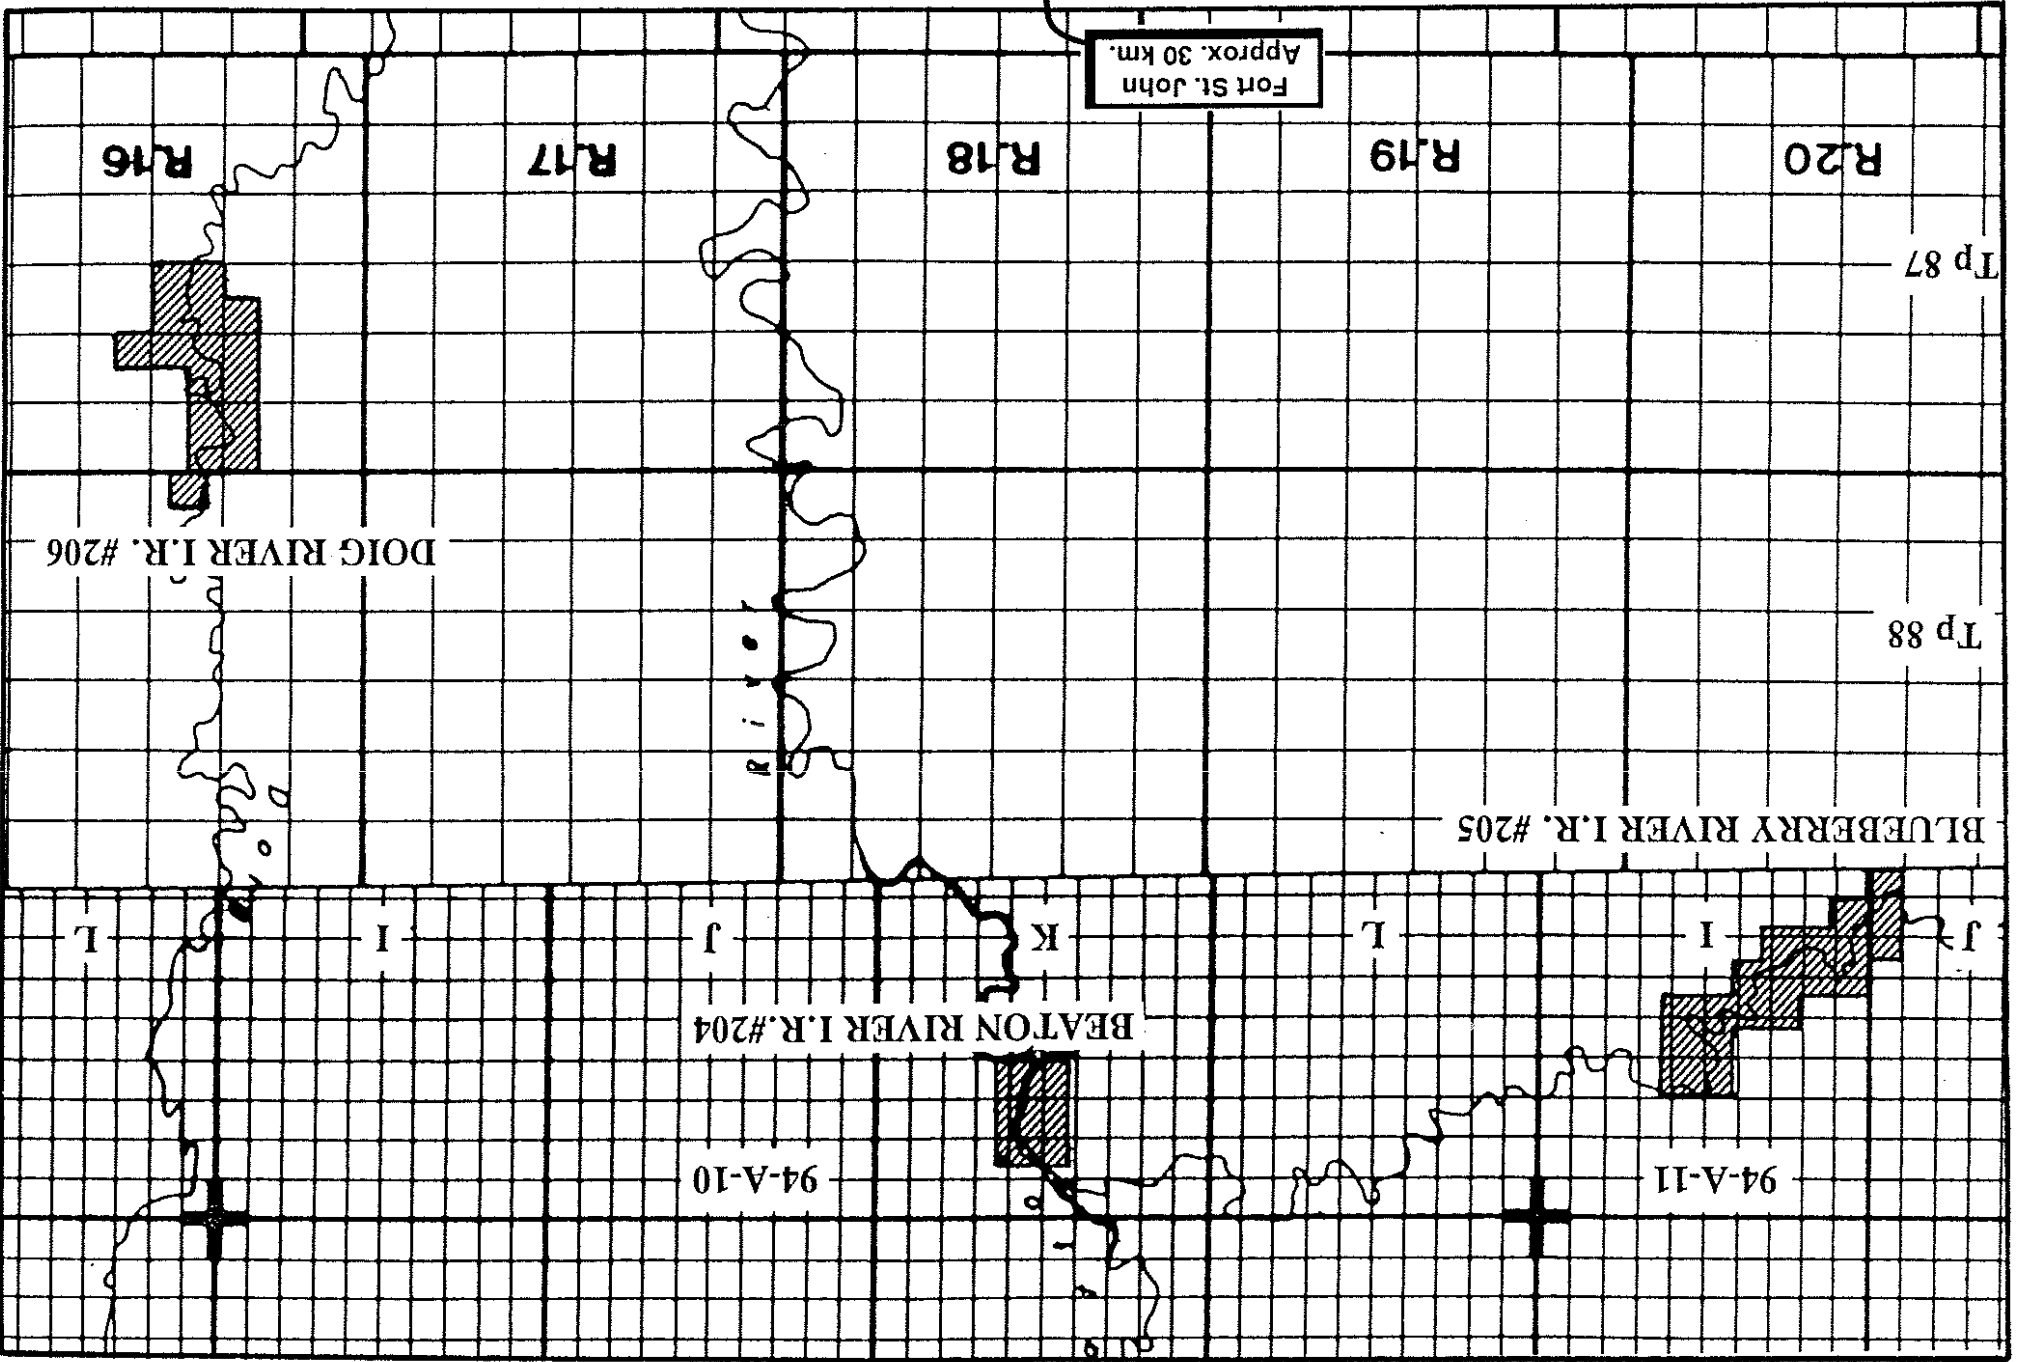 94-A-11
94-A-10
BEATON RIVER I.R.#204
J
I
L
K
J
I
L
BLUEBERRY RIVER I.R. #205
Tp 88
River
DOIG RIVER I.R. #206
Tp 87
R.20
R.19
R.18
R.17
R.16
Fort St. John
Approx. 30 km.